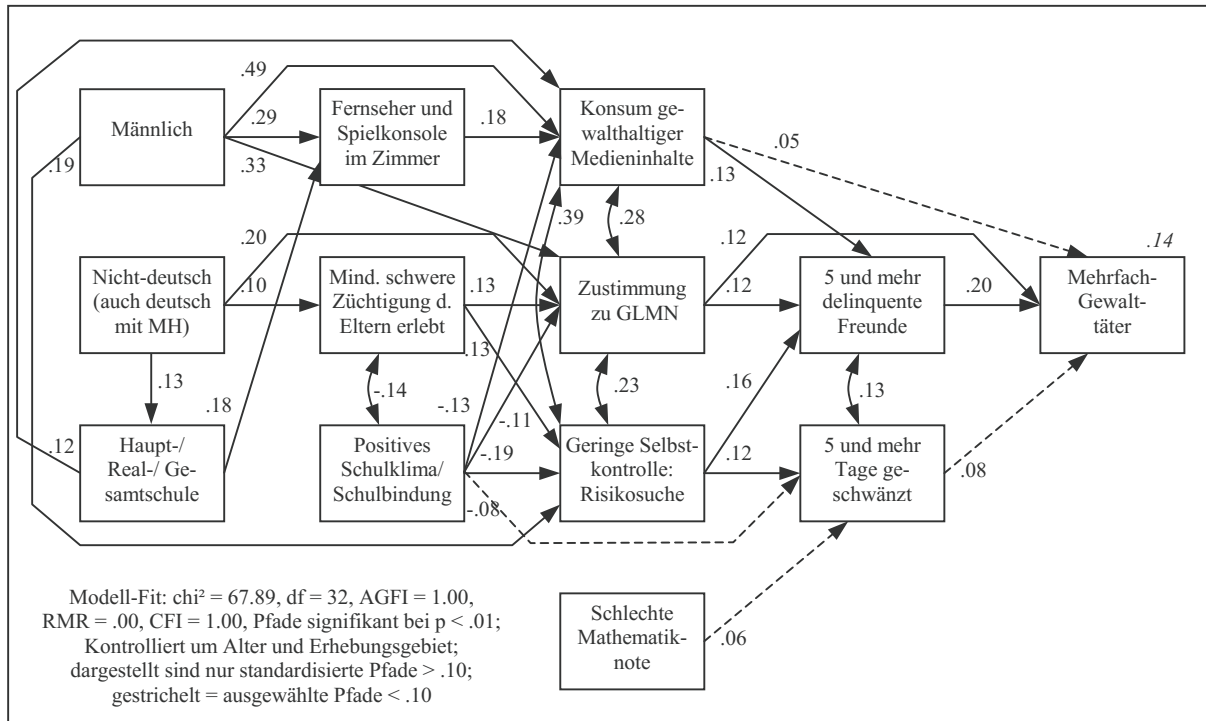 .49
Männlich
.29
.33
.19
Fernseher und
Spielkonsole
im Zimmer
.18
Konsum ge-
walthaltiger
Medieninhalte
.05
.13
.39
.28
Nicht-deutsch
(auch deutsch
mit MH)
.20
.10
Mind. schwere
Züchtigung d.
Eltern erlebt
.13
.13
Zustimmung
zu GLMN
.12
.12
5 und mehr
delinquente
Freunde
.20
.14
Mehrfach-
Gewalt-
täter
.13
.18
-.14
-.13
-.11
.23
.16
.13
.12
Haupt-/
Real-/ Ge-
samtschule
Positives
Schulklima/
Schulbindung
-.19
-.08
Geringe Selbst-
kontrolle:
Risikosuche
.12
5 und mehr
Tage ge-
schwänzt
.08
Modell-Fit: chi² = 67.89, df = 32, AGFI = 1.00,
RMR = .00, CFI = 1.00, Pfade signifikant bei p < .01;
Kontrolliert um Alter und Erhebungsgebiet;
dargestellt sind nur standardisierte Pfade > .10;
gestrichelt = ausgewählte Pfade < .10
Schlechte
Mathematik-
note
.06